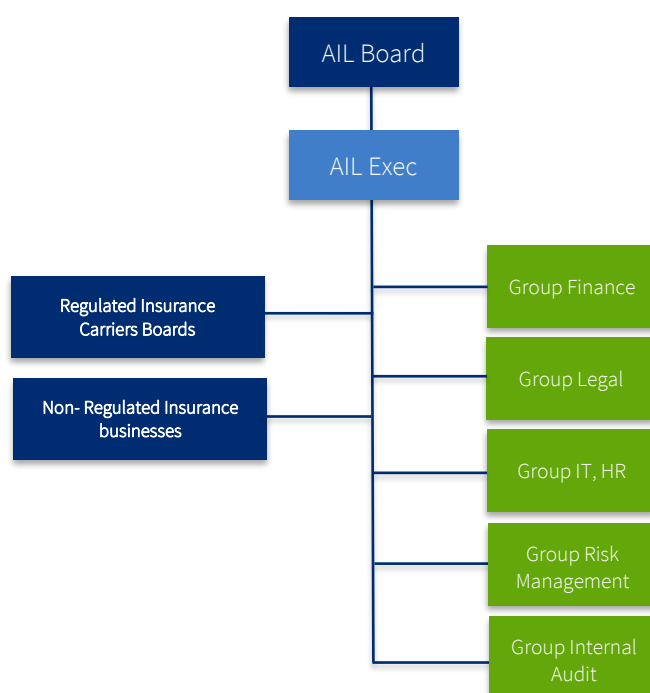 AIL Board
AIL Exec
Regulated Insurance
Carriers Boards
Non- Regulated Insurance
businesses
Group Finance
Group Legal
Group IT, HR
Group Risk
Management
Group Internal
Audit